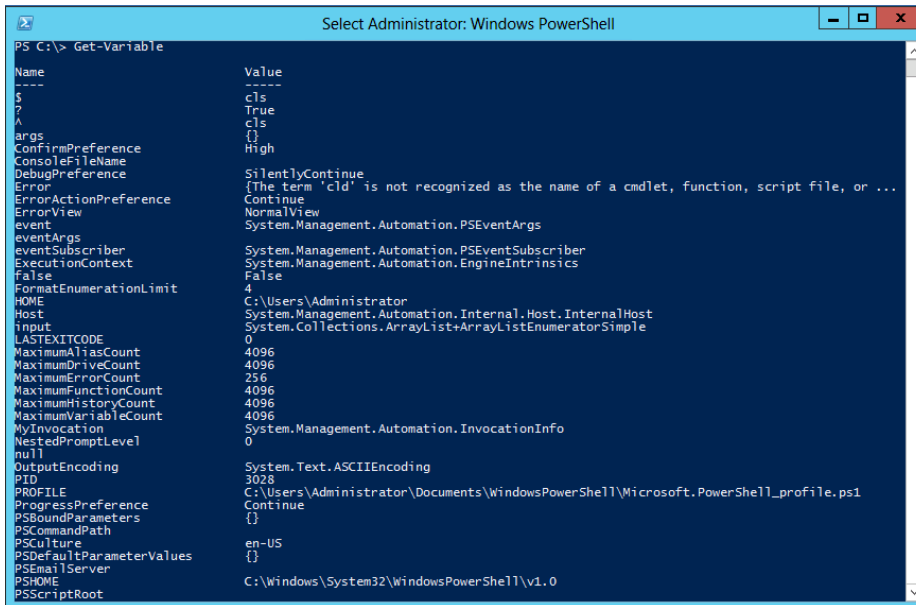 Select Administrator: Windows PowerShell
PS C:\> Get-Variable
Name Value
---- -----
$ cls
? True
^ cls
args {}
ConfirmPreference High
ConsoleFileName
DebugPreference SilentlyContinue
Error {The term 'cld' is not recognized as the name of a cmdlet, function, script file, or ...
ErrorActionPreference Continue
ErrorView NormalView
event System.Management.Automation.PSEventArgs
eventArgs
eventSubscriber System.Management.Automation.PSEventSubscriber
ExecutionContext System.Management.Automation.EngineIntrinsics
false False
FormatEnumerationLimit 4
HOME C:\Users\Administrator
Host System.Management.Automation.Internal.Host.InternalHost
input System.Collections.ArrayList+ArrayListEnumeratorSimple
LASTEXITCODE 0
MaximumAliasCount 4096
MaximumDriveCount 4096
MaximumErrorCount 256
MaximumFunctionCount 4096
MaximumHistoryCount 4096
MaximumVariableCount 4096
MyInvocation System.Management.Automation.InvocationInfo
NestedPromptLevel 0
null
OutputEncoding System.Text.ASCIIEncoding
PID 3028
PROFILE C:\Users\Administrator\Documents\WindowsPowerShell\Microsoft.PowerShell_profile.ps1
ProgressPreference Continue
PSBoundParameters {}
PSCommandPath
PSCulture en-US
PSDefaultParameterValues {}
PSEmailServer
PSHOME C:\Windows\System32\WindowsPowerShell\v1.0
PSScriptRoot